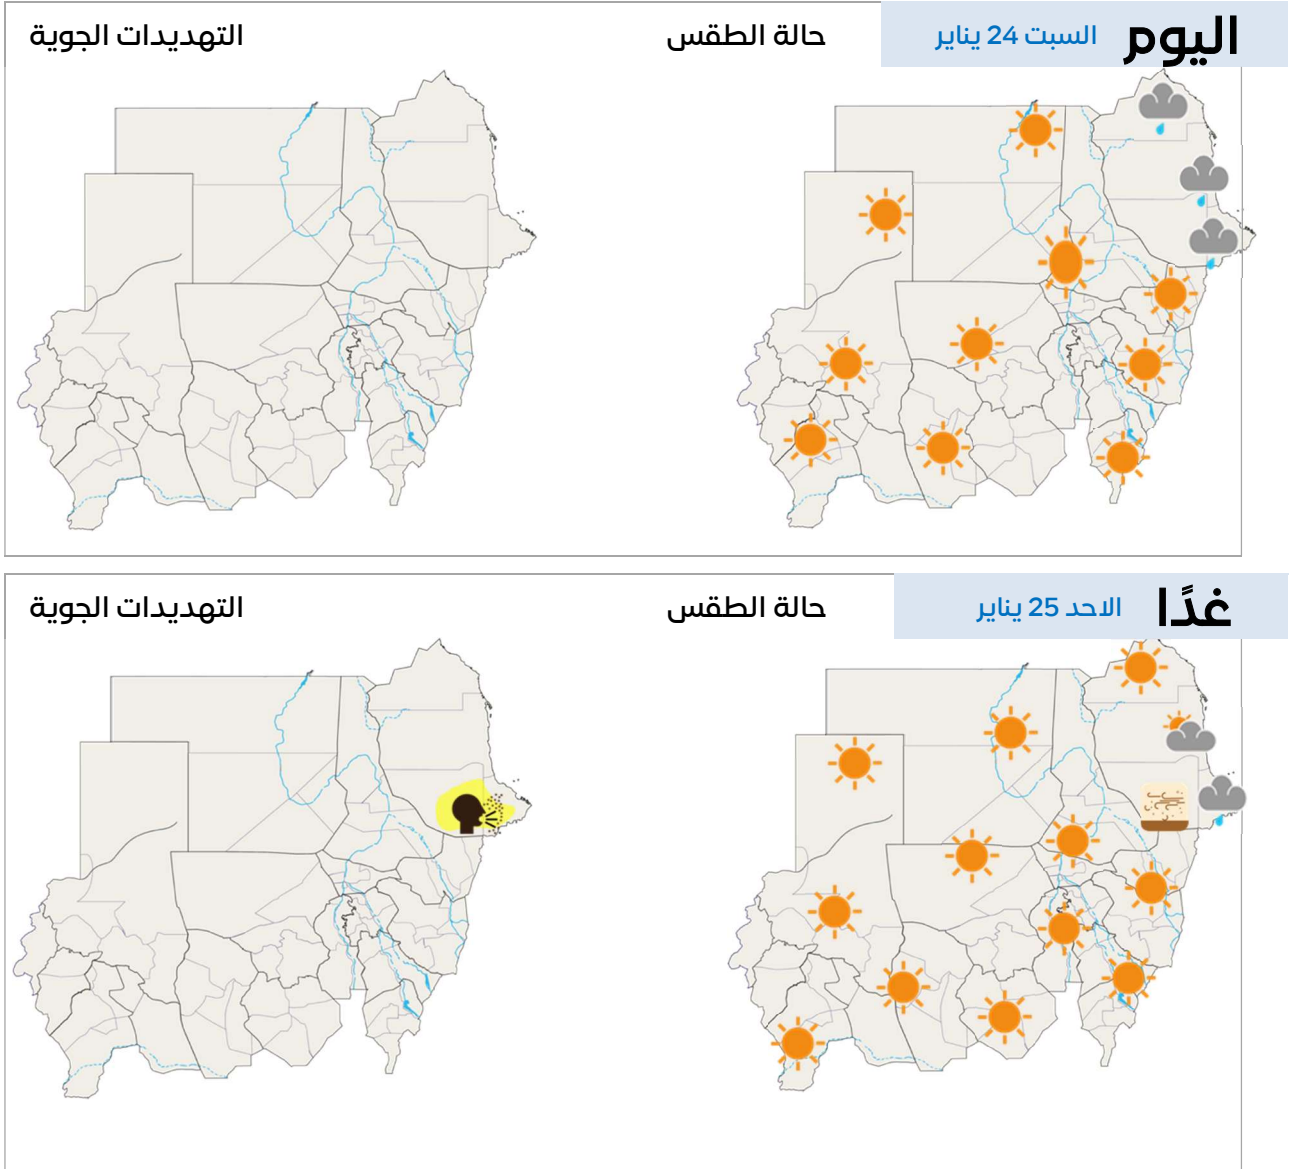 اليوم السبت 24 يناير
حالة الطقس
التهديدات الجوية
غدًا الاحد 25 يناير
حالة الطقس
التهديدات الجوية